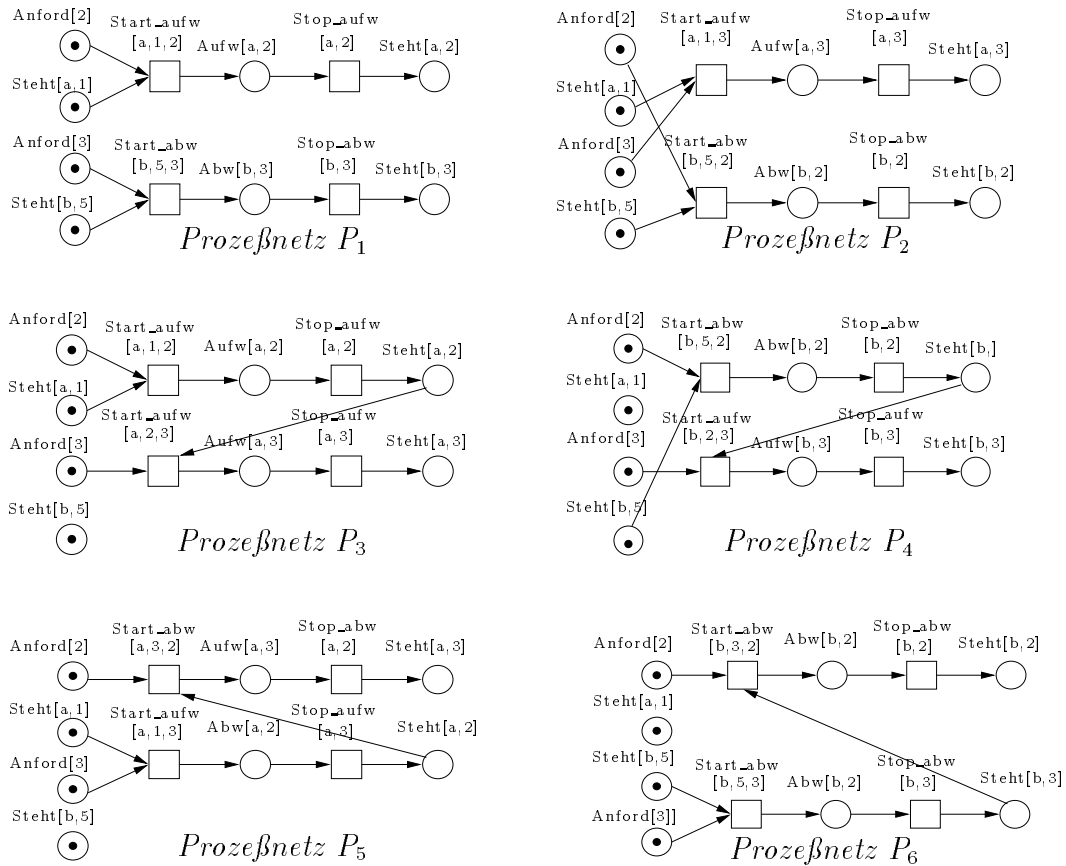 Anford[2]
Start_aufw
[a,1,2]
Aufw[a,2]
Stop_aufw
[a,2]
Steht[a,2]
Steht[a,1]
Anford[3]
Start_abw
[b,5,3]
Abw[b,3]
Stop_abw
[b,3]
Steht[b,3]
Steht[b,5]
Prozeßnetz P1
Anford[2]
Start_aufw
[a,1,3]
Aufw[a,3]
Stop_aufw
[a,3]
Steht[a,3]
Steht[a,1]
Anford[3]
Start_abw
[b,5,2]
Abw[b,2]
Stop_abw
[b,2]
Steht[b,2]
Steht[b,5]
Prozeßnetz P2
Anford[2]
Start_aufw
[a,1,2]
Aufw[a,2]
Stop_aufw
[a,2]
Steht[a,2]
Steht[a,1]
Start_aufw
[a,2,3]
Anford[3]
Aufw[a,3]
Stop_aufw
[a,3]
Steht[a,3]
Steht[b,5]
Prozeßnetz P3
Anford[2]
Start_abw
[b,5,2]
Abw[b,2]
Stop_abw
[b,2]
Steht[b,]
Steht[a,1]
Start_aufw
[b,2,3]
Anford[3]
Aufw[b,3]
Stop_aufw
[b,3]
Steht[b,3]
Steht[b,5]
Prozeßnetz P4
Anford[2]
Start_abw
[a,3,2]
Aufw[a,3]
Stop_abw
[a,2]
Steht[a,3]
Steht[a,1]
Start_aufw
[a,1,3]
Abw[a,2]
Stop_aufw
[a,3]
Steht[a,2]
Anford[3]
Steht[b,5]
Prozeßnetz P5
Anford[2]
Start_abw
[b,3,2]
Abw[b,2]
Stop_abw
[b,2]
Steht[b,2]
Steht[a,1]
Steht[b,5]
Start_abw
[b,5,3]
Abw[b,2]
Stop_abw
[b,3]
Steht[b,3]
Anford[3]]
Prozeßnetz P6